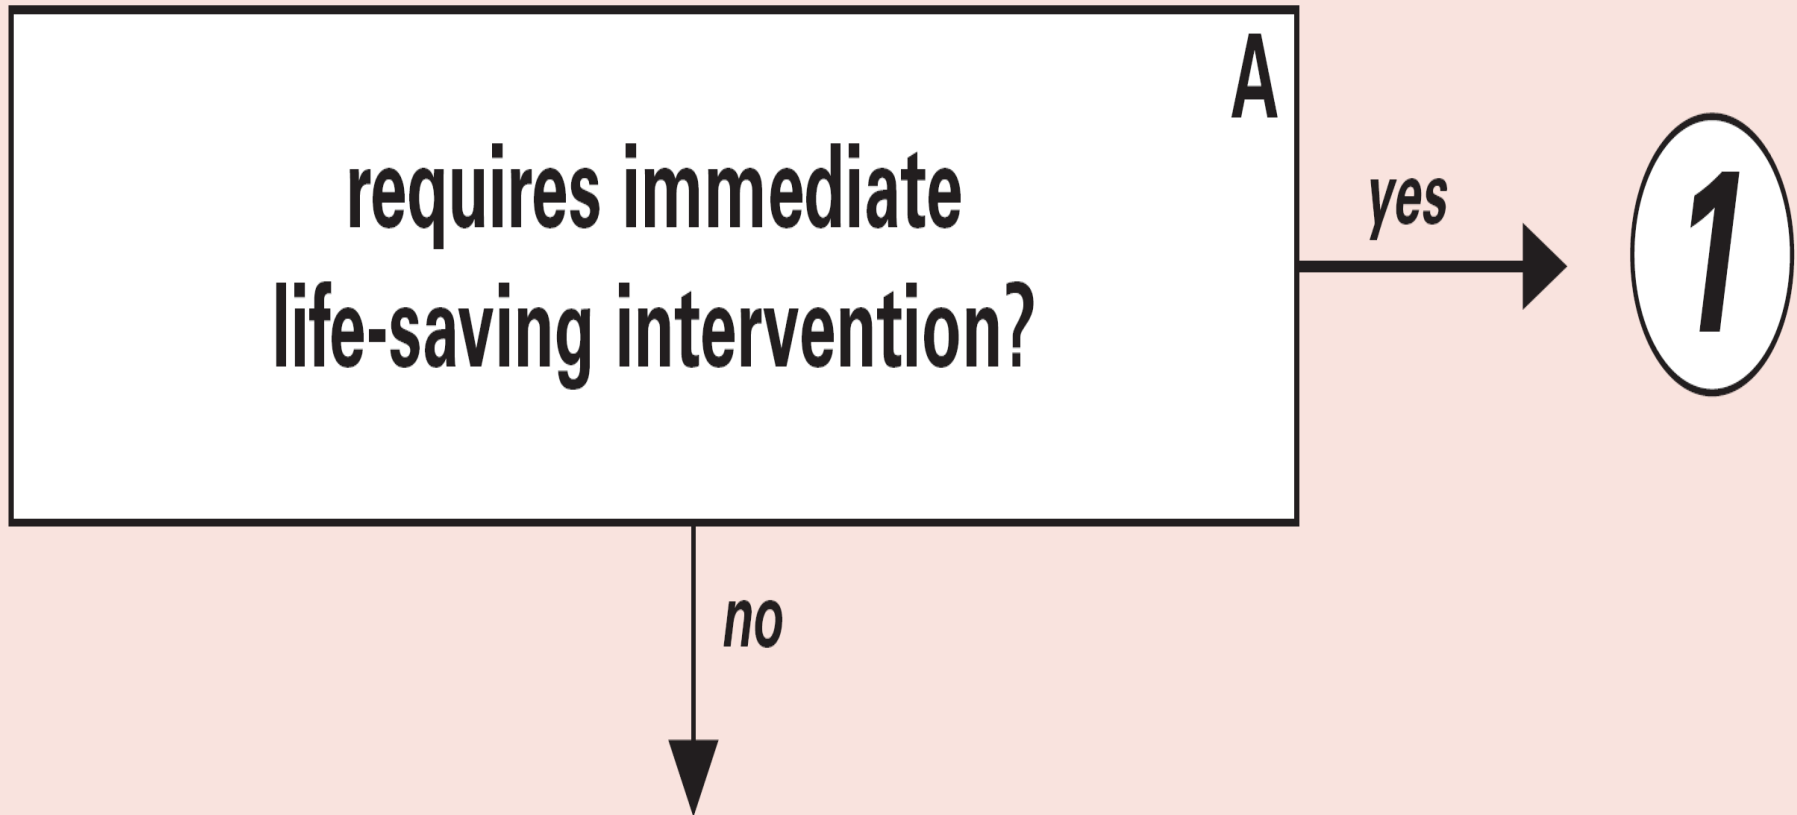 A
requires immediate
life-saving intervention?
yes
1
no